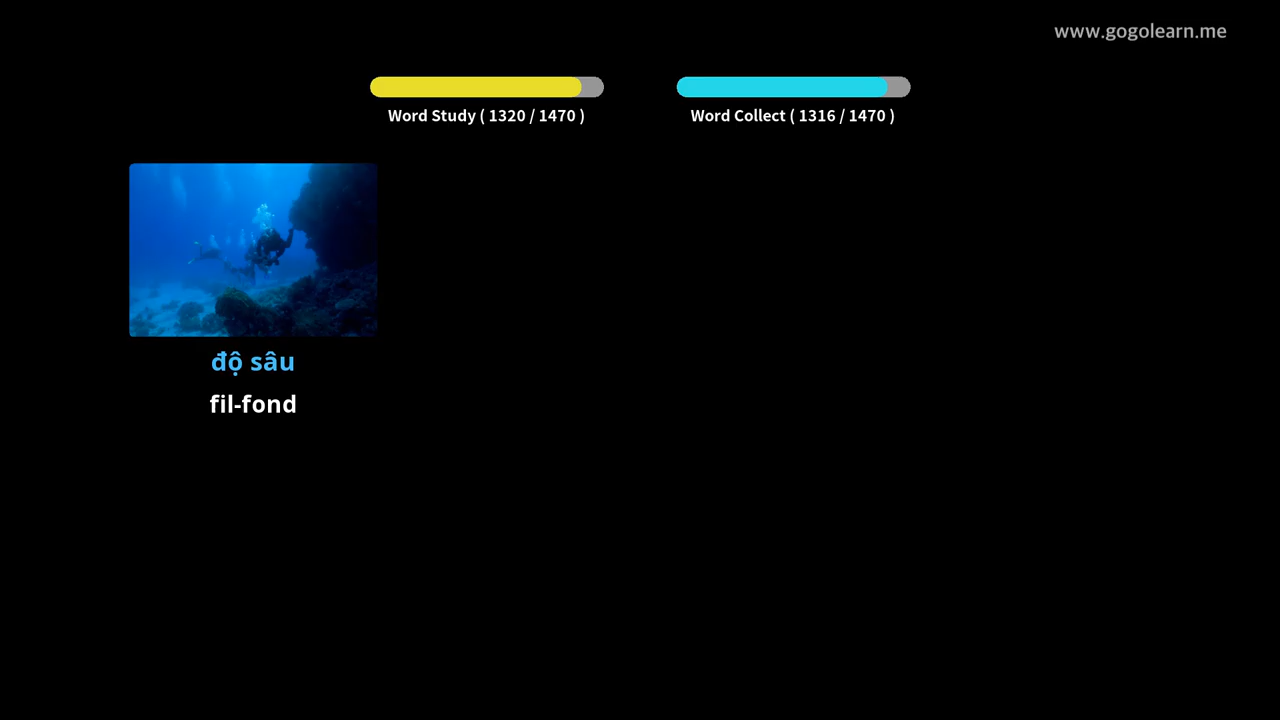 www.gogolearn.me
Word Study ( 1320 / 1470 )
Word Collect ( 1316 / 1470 )
độ sâu
fil-fond